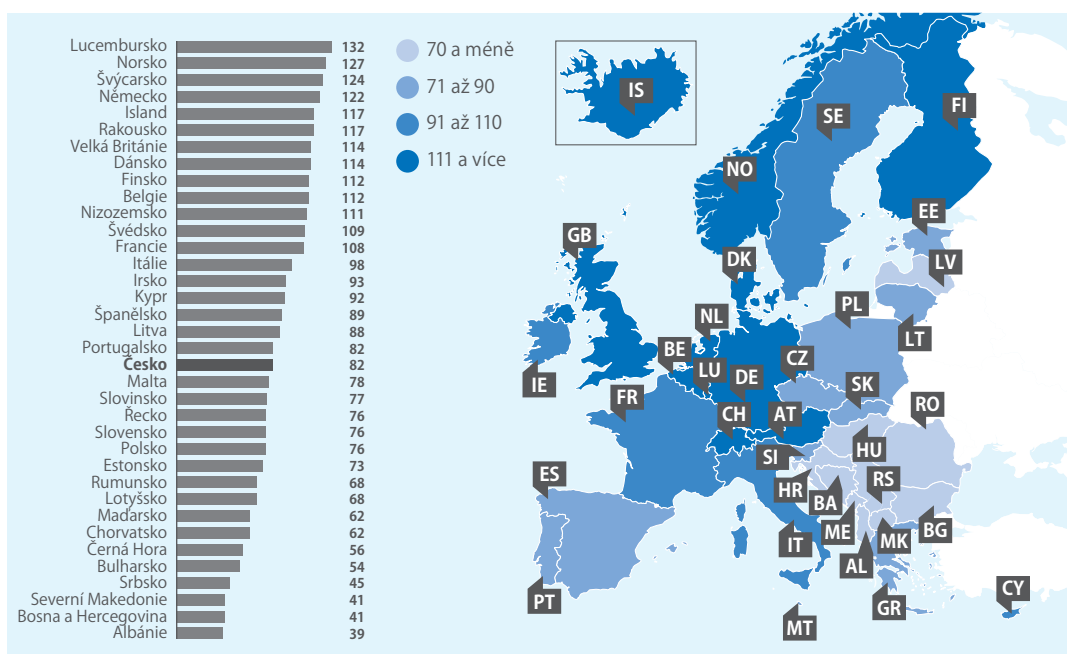 Lucembursko 132
Norsko 127
Švýcarsko 124
Německo 122
Island 117
Rakousko 117
Velká Británie 114
Dánsko 114
Finsko 112
Belgie 112
Nizozemsko 111
Švédsko 109
Francie 108
Itálie 98
Irsko 93
Kypr 92
Španělsko 89
Litva 88
Portugalsko 82
Česko 82
Malta 78
Slovinsko 77
Řecko 76
Slovensko 76
Polsko 76
Estonsko 73
Rumunsko 68
Lotyšsko 68
Maďarsko 62
Chorvatsko 62
Černá Hora 56
Bulharsko 54
Srbsko 45
Severní Makedonie 41
Bosna a Hercegovina 41
Albánie 39
70 a méně
71 až 90
91 až 110
111 a více
IS
SE
FI
NO
EE
GB
DK
LV
PL
NL
LT
BE
CZ
IE
LU
DE
SK
FR
CH
AT
RO
SI
HU
ES
HR
RS
BA
ME
IT
MK
BG
AL
PT
GR
CY
MT